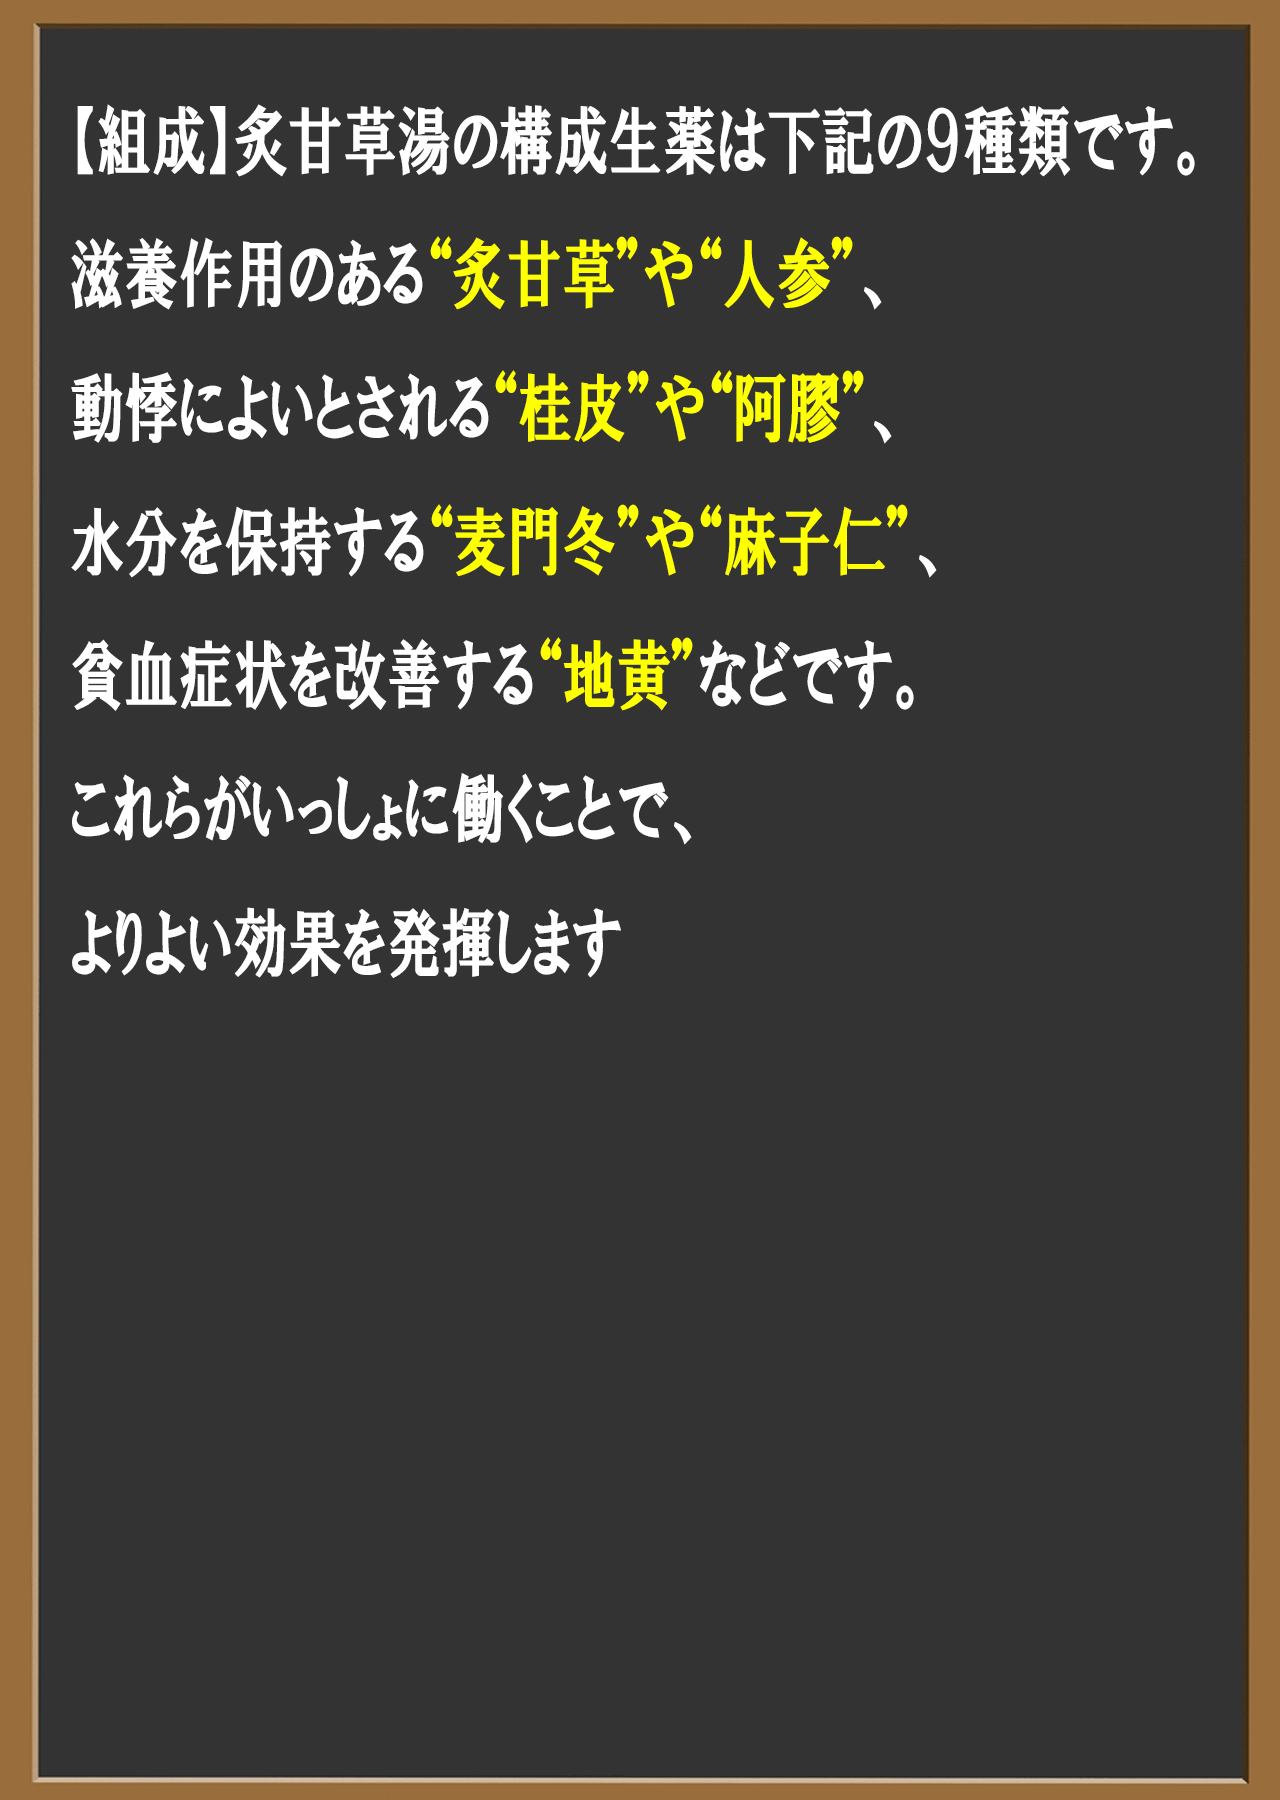 【組成】炙甘草湯の構成生薬は下記の9種類です。
滋養作用のある“炙甘草”や“人参”、
動悸によいとされる“桂皮”や“阿膠”、
水分を保持する“麦門冬”や“麻子仁”、
貧血症状を改善する“地黄”などです。
これらがいっしょに働くことで、
よりよい効果を発揮します